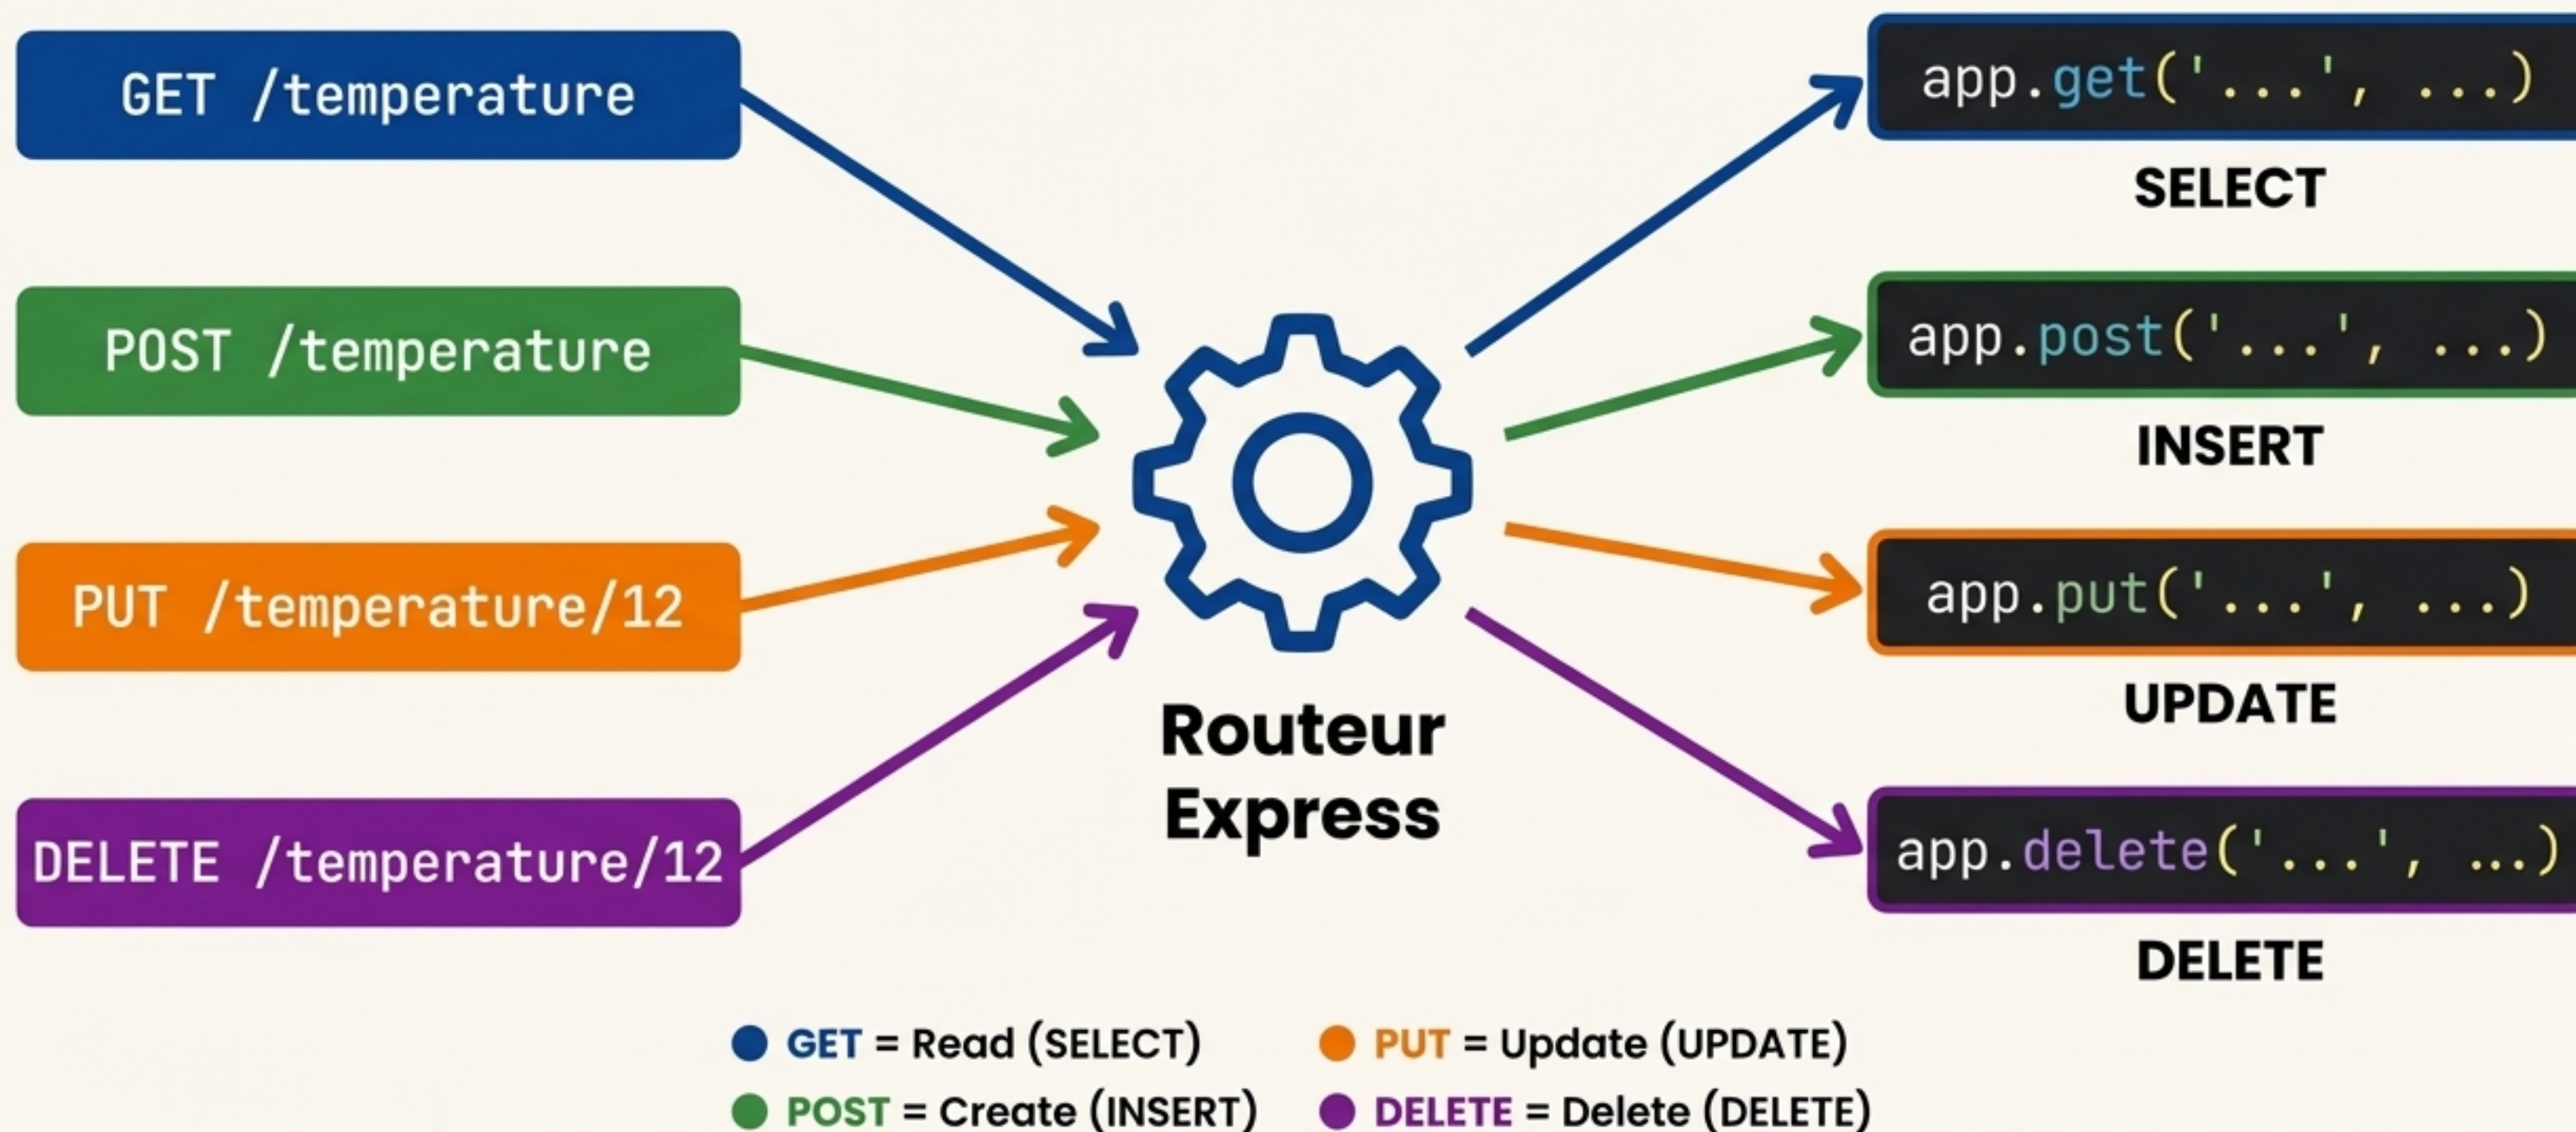 GET /temperature
POST /temperature
PUT /temperature/12
DELETE /temperature/12
Routeur
Express
app.get('...', ...)
SELECT
app.post('...', ...)
INSERT
app.put('...', ...)
UPDATE
app.delete('...', ...)
DELETE
GET = Read (SELECT)
PUT = Update (UPDATE)
POST = Create (INSERT)
DELETE = Delete (DELETE)